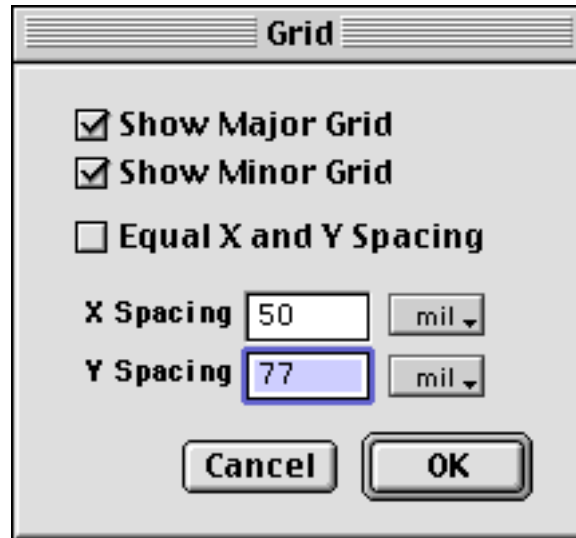 Grid
Show Major Grid
Show Minor Grid
Equal X and Y Spacing
X Spacing 50 mil
Y Spacing 77 mil
Cancel OK